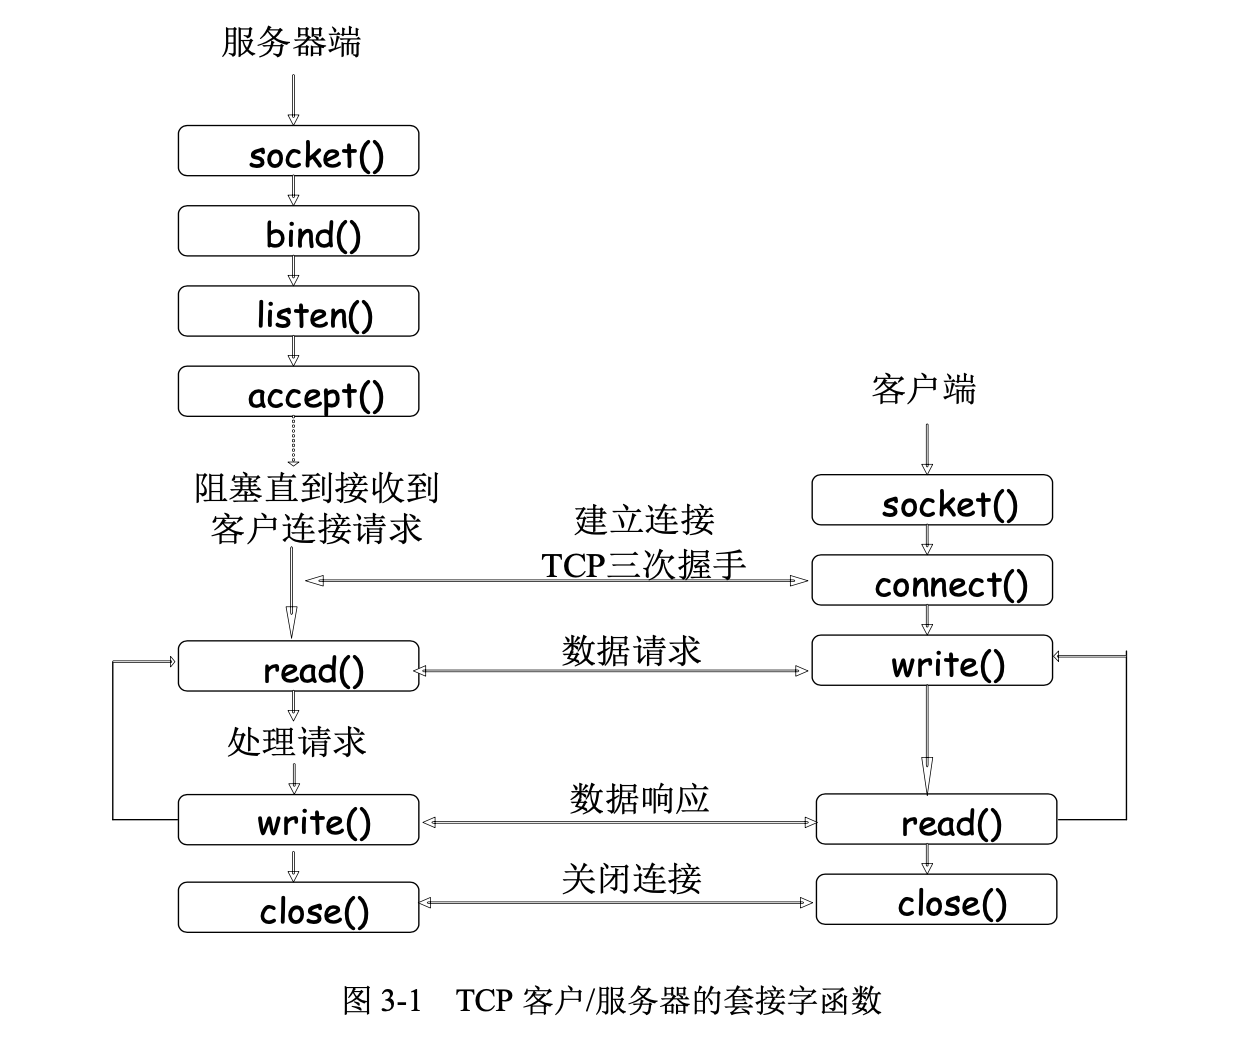 服务器端
socket()
bind()
listen()
accept()
阻塞直到接收到
客户连接请求
read()
处理请求
write()
close()
建立连接
TCP三次握手
数据请求
数据响应
关闭连接
客户端
socket()
connect()
write()
read()
close()
图 3-1 TCP 客户/服务器的套接字函数